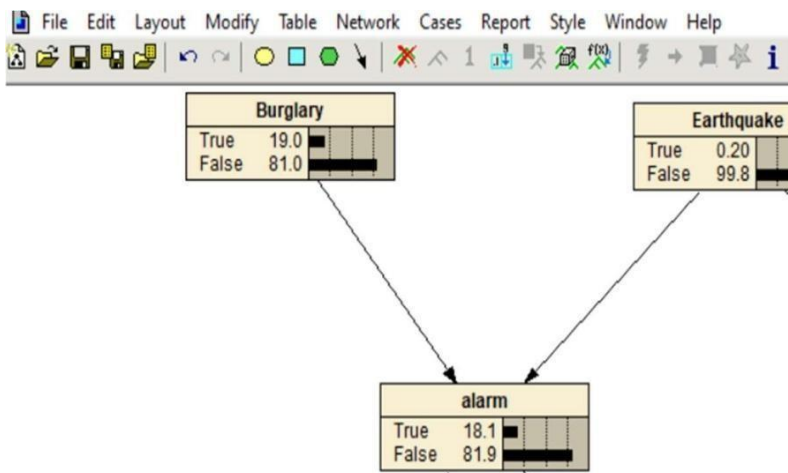 File Edit Layout Modify Table Network Cases Report Style Window Help
1 f(x) i
Burglary
True 19.0
False 81.0
Earthquake
True 0.20
False 99.8
alarm
True 18.1
False 81.9